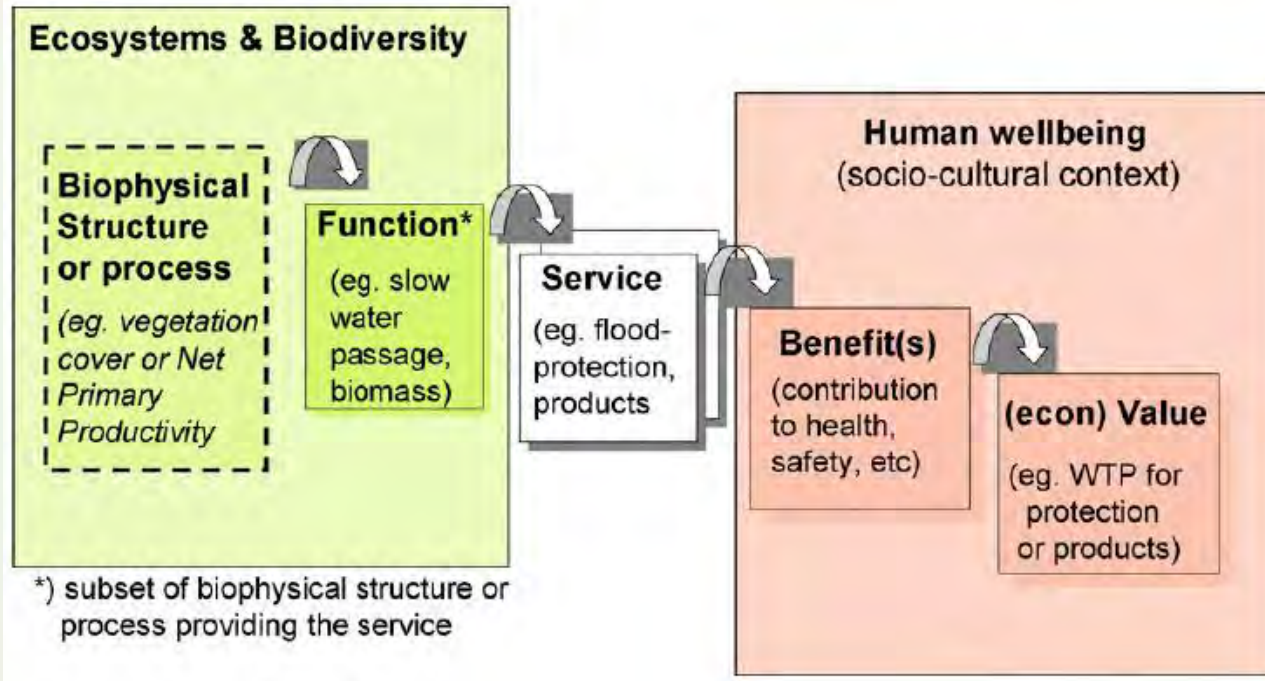 Ecosystems & Biodiversity
Biophysical
Structure
or process
(eg. vegetation
cover or Net
Primary
Productivity
Function*
(eg. slow
water
passage,
biomass)
Service
(eg. flood-
protection,
products
Human wellbeing
(socio-cultural context)
Benefit(s)
(contribution
to health,
safety, etc)
(econ) Value
(eg. WTP for
protection
or products)
*) subset of biophysical structure or
process providing the service